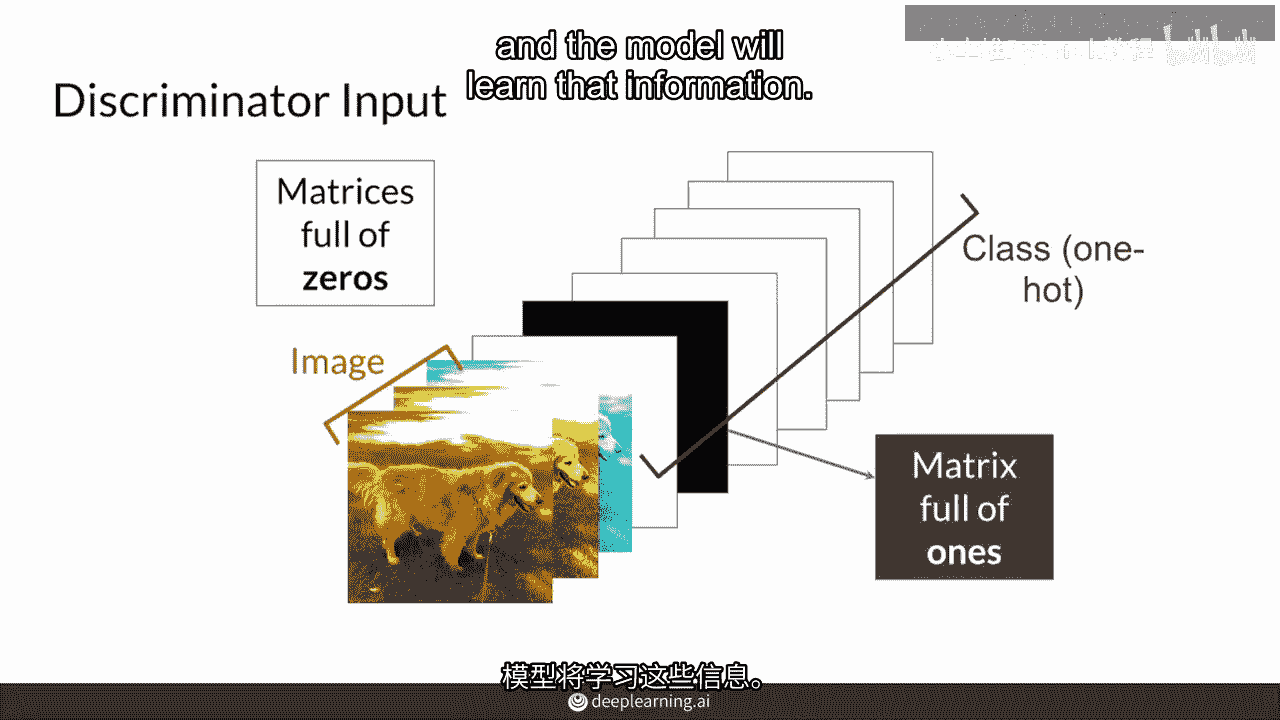 and the model will
learn that information.
Discriminator Input
Matrices
full of
zeros
Image
Class (one-
hot)
Matrix
full of
ones
模型将学习这些信息。
deeplearning.ai